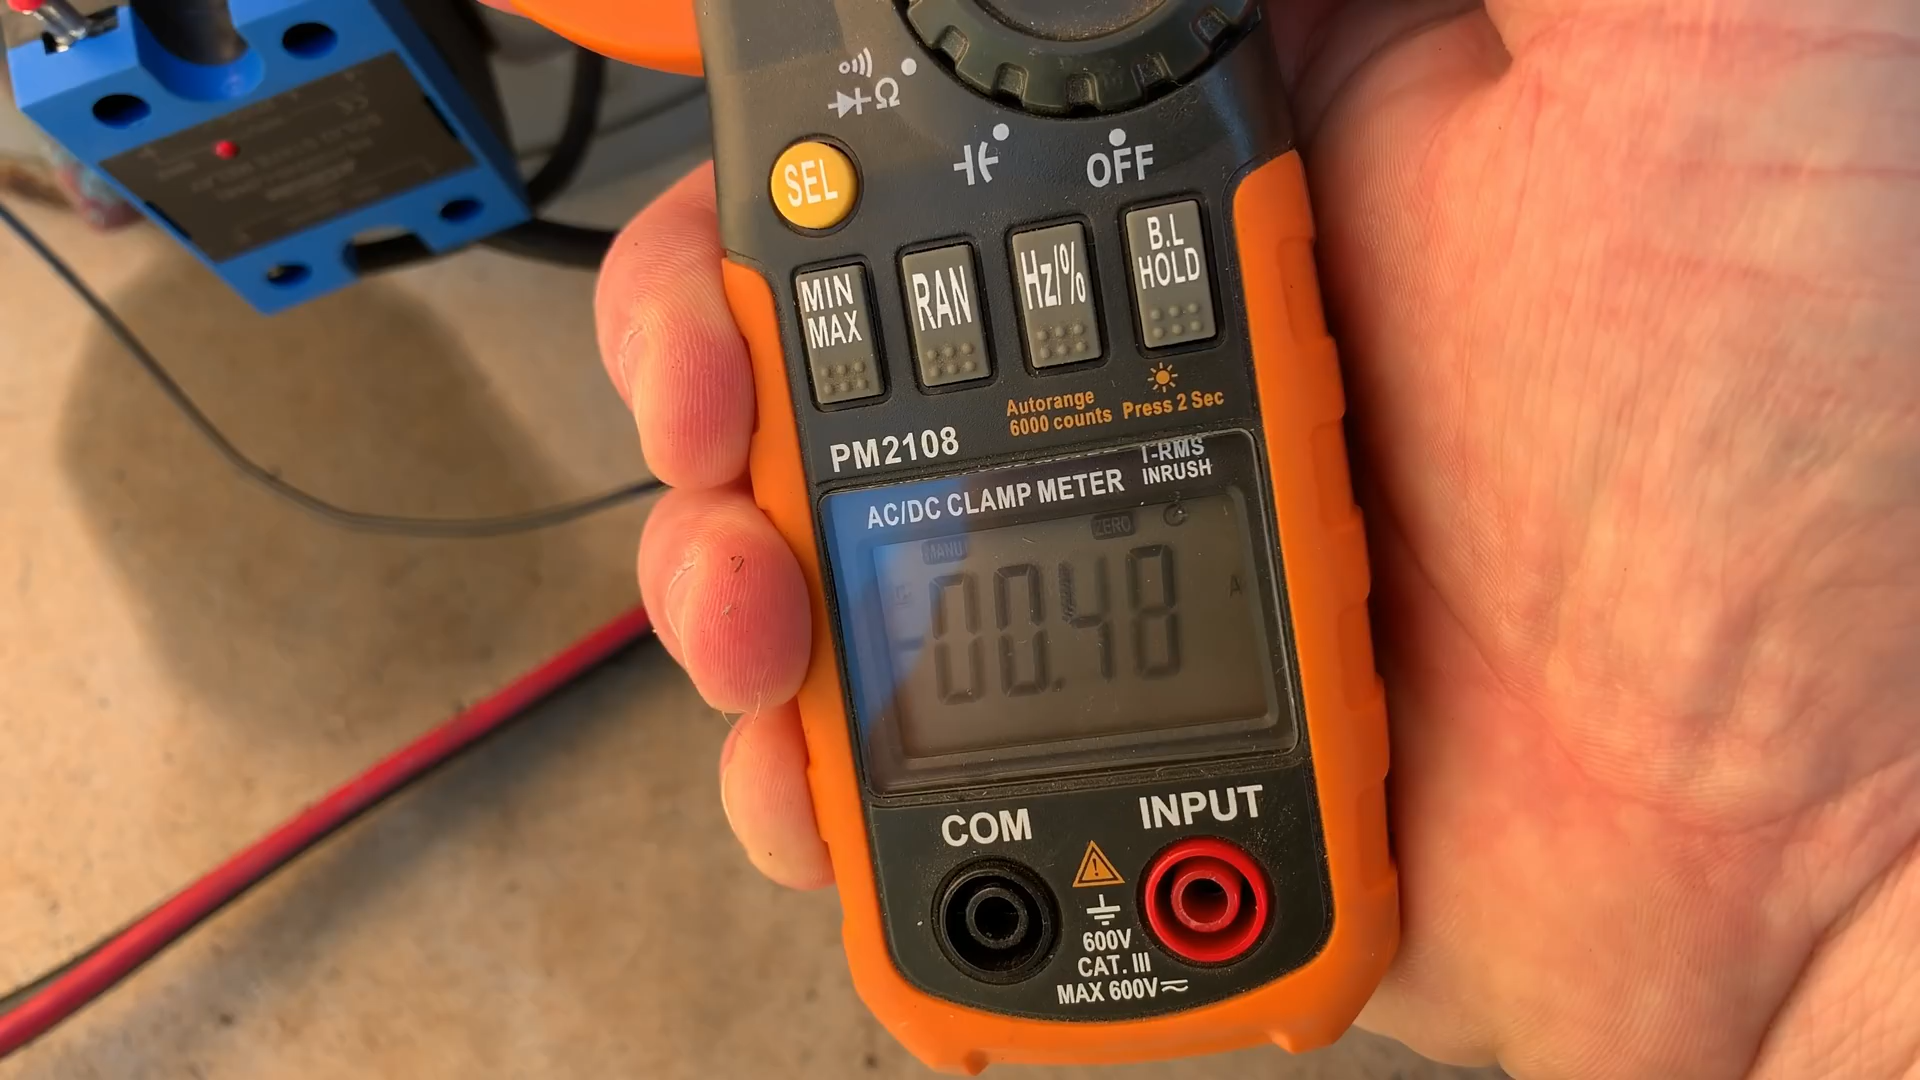 Ω
OFF
SEL
MIN
MAX
RAN
Hz/%
B.L
HOLD
Autorange
6000 counts
Press 2 Sec
PM2108
T-RMS
INRUSH
AC/DC CLAMP METER
MANU
ZERO
-00.48
A
COM
INPUT
600V
CAT. III
MAX 600V⎓